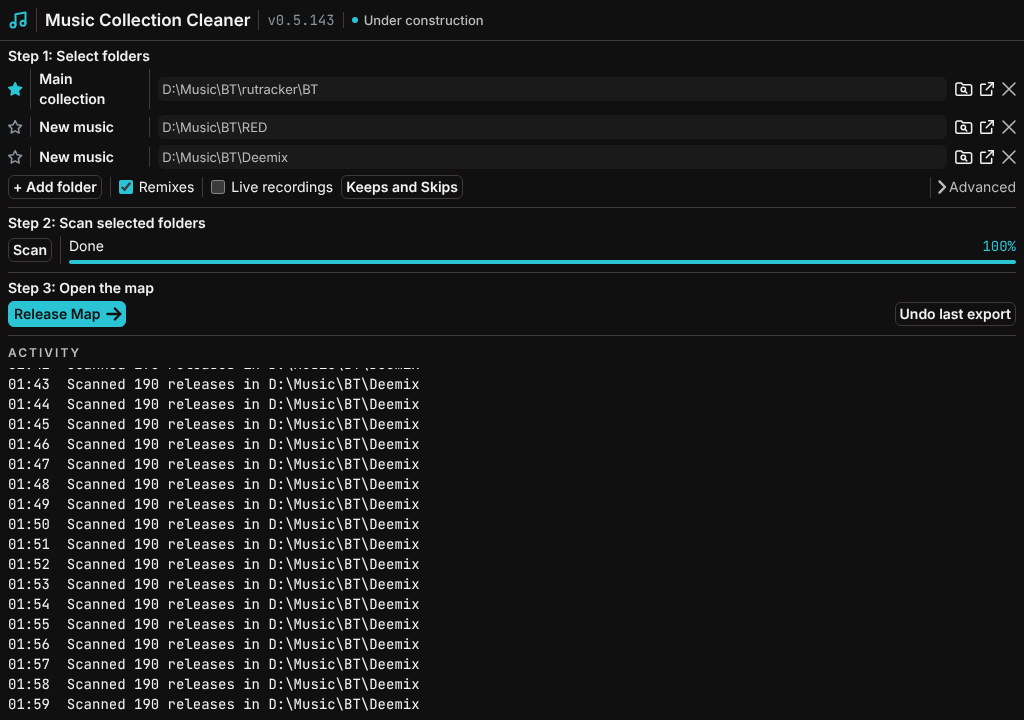 Music Collection Cleaner v0.5.143 Under construction
Step 1: Select folders
Main
collection
D:\Music\BT\rutracker\BT
New music D:\Music\BT\RED
New music D:\Music\BT\Deemix
+ Add folder Remixes Live recordings Keeps and Skips Advanced
Step 2: Scan selected folders
Scan Done 100%
Step 3: Open the map
Release Map Undo last export
ACTIVITY
01:43 Scanned 190 releases in D:\Music\BT\Deemix
01:44 Scanned 190 releases in D:\Music\BT\Deemix
01:45 Scanned 190 releases in D:\Music\BT\Deemix
01:46 Scanned 190 releases in D:\Music\BT\Deemix
01:47 Scanned 190 releases in D:\Music\BT\Deemix
01:48 Scanned 190 releases in D:\Music\BT\Deemix
01:49 Scanned 190 releases in D:\Music\BT\Deemix
01:50 Scanned 190 releases in D:\Music\BT\Deemix
01:51 Scanned 190 releases in D:\Music\BT\Deemix
01:52 Scanned 190 releases in D:\Music\BT\Deemix
01:53 Scanned 190 releases in D:\Music\BT\Deemix
01:54 Scanned 190 releases in D:\Music\BT\Deemix
01:55 Scanned 190 releases in D:\Music\BT\Deemix
01:56 Scanned 190 releases in D:\Music\BT\Deemix
01:57 Scanned 190 releases in D:\Music\BT\Deemix
01:58 Scanned 190 releases in D:\Music\BT\Deemix
01:59 Scanned 190 releases in D:\Music\BT\Deemix